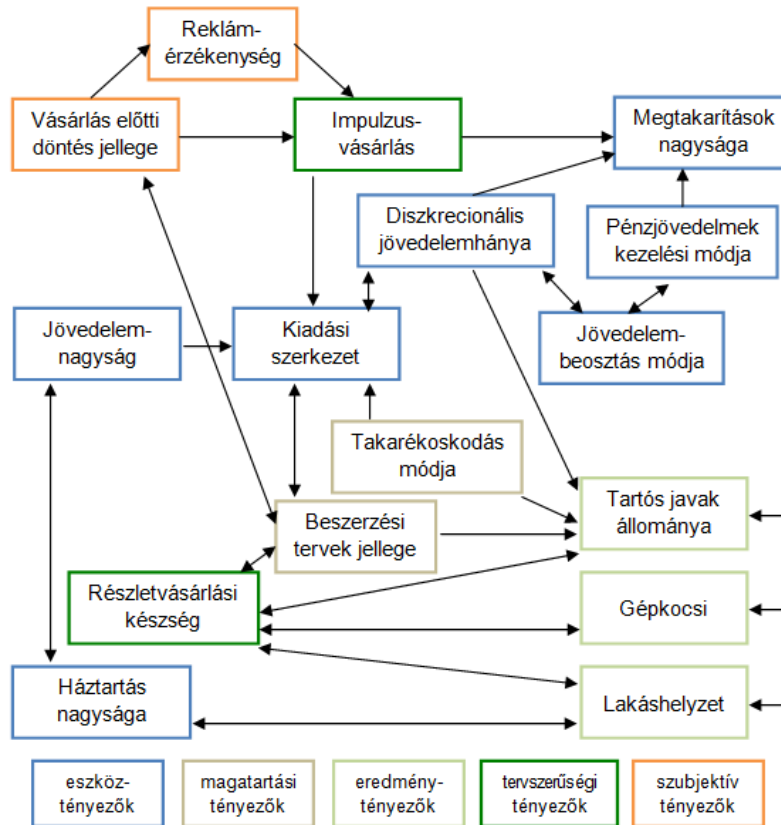 Reklám-
érzékenység
Vásárlás előtti
döntés jellege
Impulzus-
vásárlás
Megtakarítások
nagysága
Diszkrecionális
jövedelemhánya
Pénzjövedelmek
kezelési módja
Jövedelem-
nagyság
Kiadási
szerkezet
Jövedelem-
beosztás módja
Takarékoskodás
módja
Beszerzési
tervek jellege
Tartós javak
állománya
Részletvásárlási
készség
Gépkocsi
Háztartás
nagysága
Lakáshelyzet
eszköz-
tényezők
magatartási
tényezők
eredmény-
tényezők
tervszerűségi
tényezők
szubjektív
tényezők